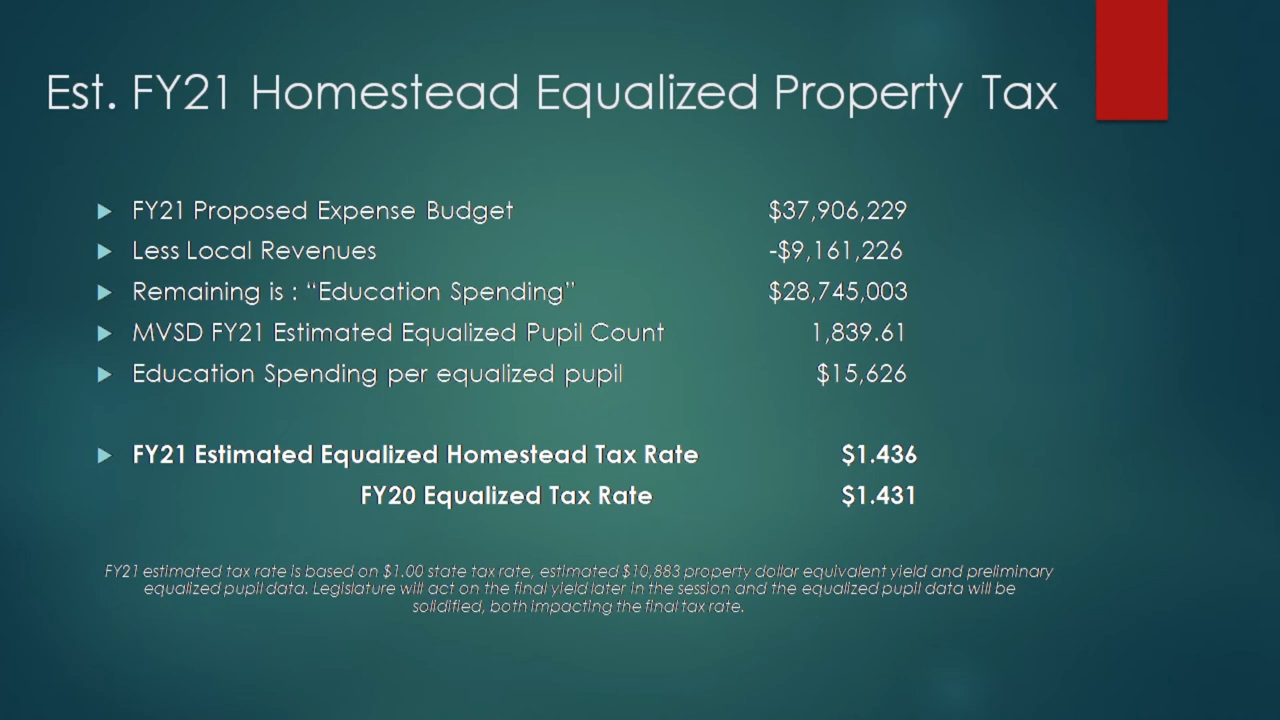 Est. FY21 Homestead Equalized Property Tax
FY21 Proposed Expense Budget $37,906,229
Less Local Revenues -$9,161,226
Remaining is : “Education Spending” $28,745,003
MVSD FY21 Estimated Equalized Pupil Count 1,839.61
Education Spending per equalized pupil $15,626
FY21 Estimated Equalized Homestead Tax Rate $1.436
FY20 Equalized Tax Rate $1.431
FY21 estimated tax rate is based on $1.00 state tax rate, estimated $10,883 property dollar equivalent yield and preliminary
equalized pupil data. Legislature will act on the final yield later in the session and the equalized pupil data will be
solidified, both impacting the final tax rate.